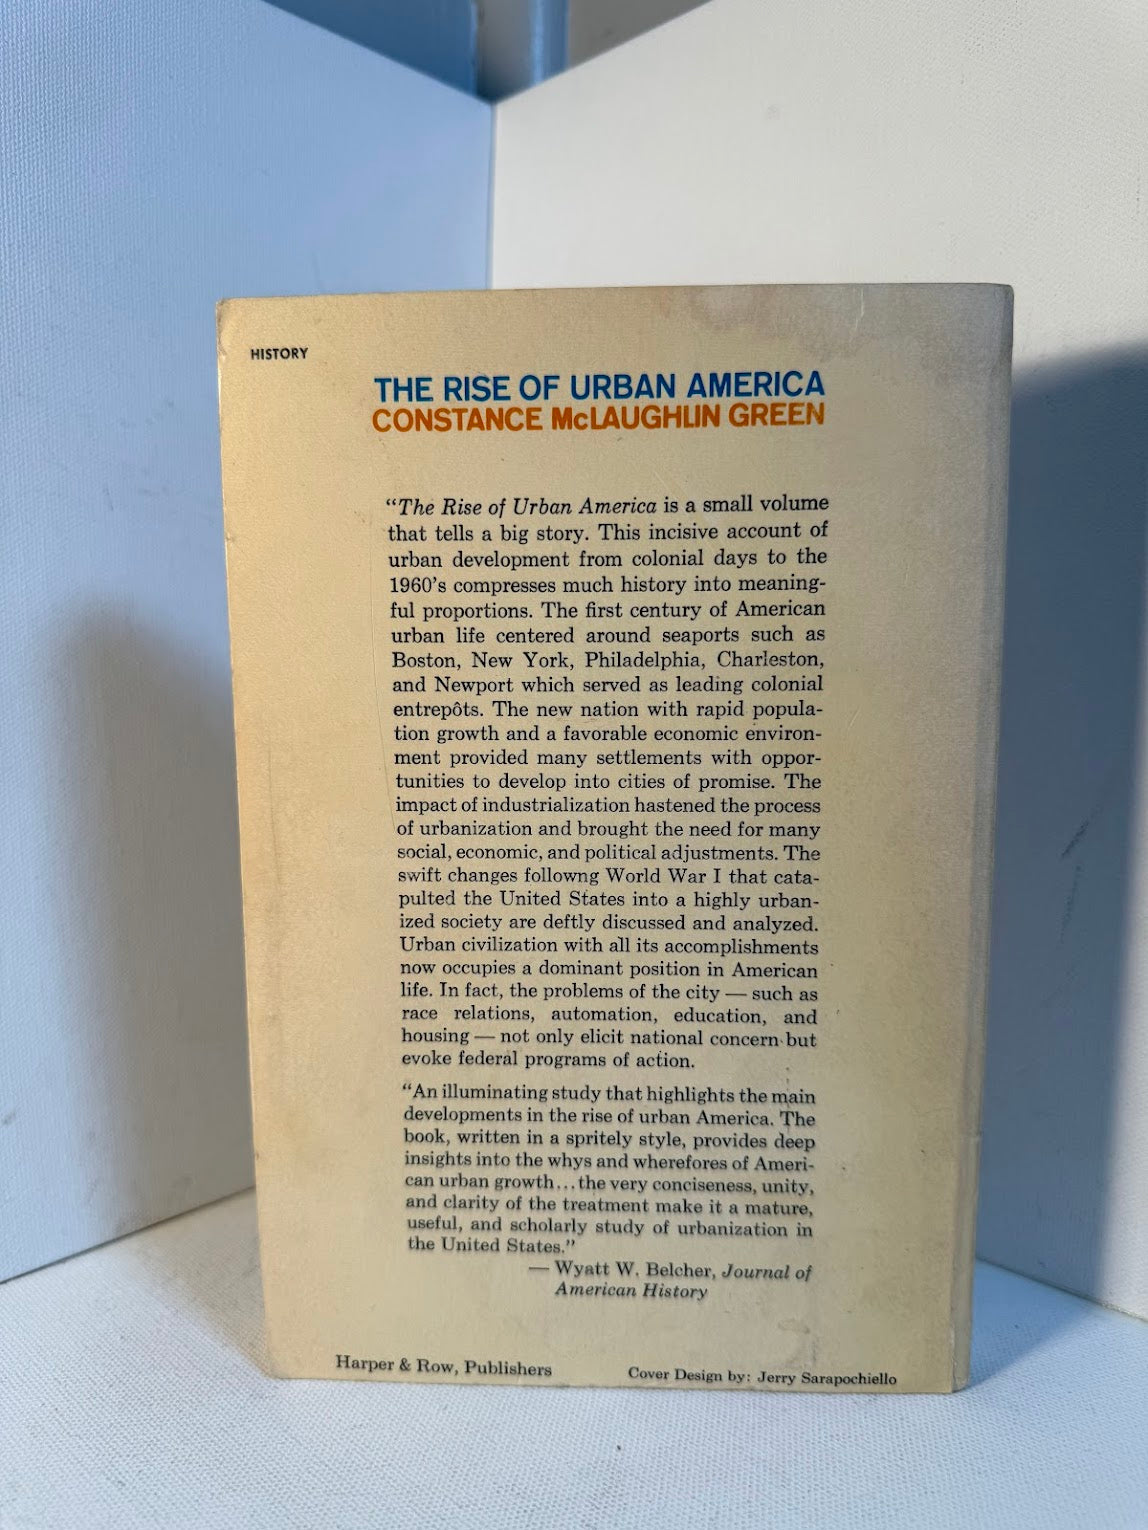 HISTORY
THE RISE OF URBAN AMERICA
CONSTANCE McLAUGHLIN GREEN
“The Rise of Urban America is a small volume
that tells a big story. This incisive account of
urban development from colonial days to the
1960’s compresses much history into meaning-
ful proportions. The first century of American
urban life centered around seaports such as
Boston, New York, Philadelphia, Charleston,
and Newport which served as leading colonial
entrepôts. The new nation with rapid popula-
tion growth and a favorable economic environ-
ment provided many settlements with oppor-
tunities to develop into cities of promise. The
impact of industrialization hastened the process
of urbanization and brought the need for many
social, economic, and political adjustments. The
swift changes followng World War I that cata-
pulted the United States into a highly urban-
ized society are deftly discussed and analyzed.
Urban civilization with all its accomplishments
now occupies a dominant position in American
life. In fact, the problems of the city — such as
race relations, automation, education, and
housing — not only elicit national concern but
evoke federal programs of action.
“An illuminating study that highlights the main
developments in the rise of urban America. The
book, written in a spritely style, provides deep
insights into the whys and wherefores of Ameri-
can urban growth...the very conciseness, unity,
and clarity of the treatment make it a mature,
useful, and scholarly study of urbanization in
the United States.”
— Wyatt W. Belcher, Journal of
American History
Harper & Row, Publishers
Cover Design by: Jerry Sarapochiello